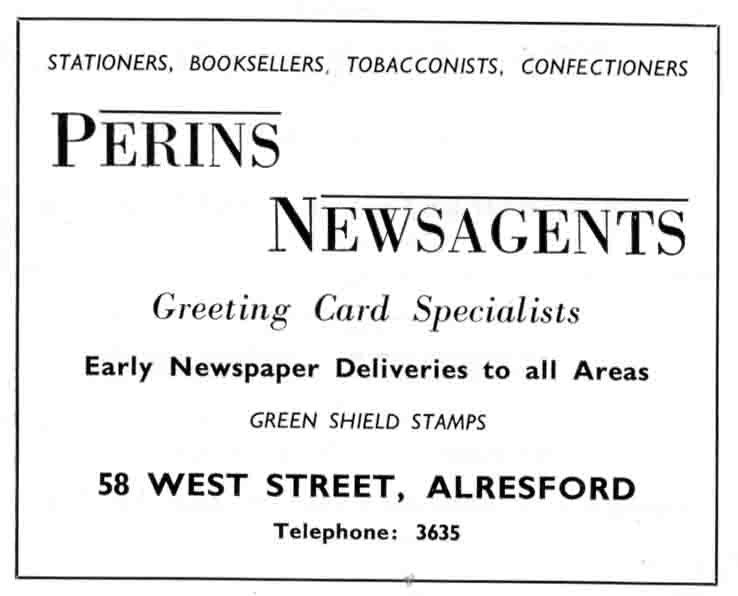 STATIONERS, BOOKSELLERS, TOBACCONISTS, CONFECTIONERS
PERINS
NEWSAGENTS
Greeting Card Specialists
Early Newspaper Deliveries to all Areas
GREEN SHIELD STAMPS
58 WEST STREET, ALRESFORD
Telephone: 3635